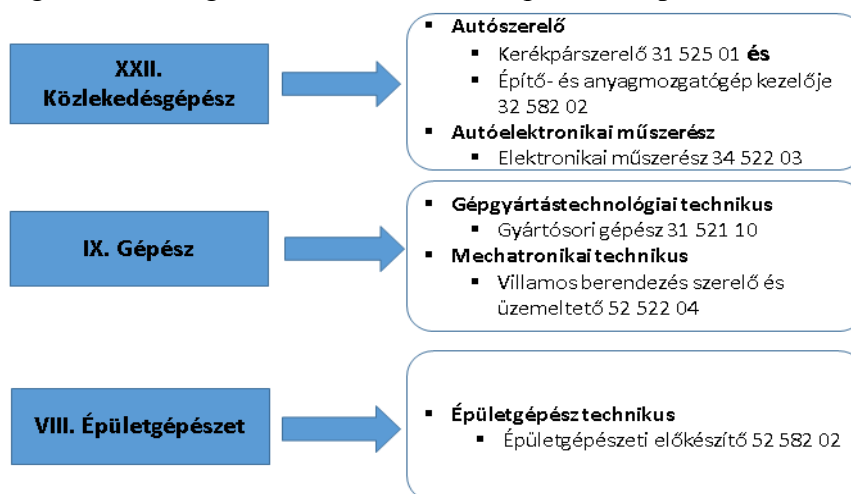 XXII.
Közlekedésgépész
▪ Autószerelő
▪ Kerékpárszerelő 31 525 01 és
▪ Építő- és anyagmozgatógép kezelője
32 582 02
▪ Autóelektronikai műszerész
▪ Elektronikai műszerész 34 522 03
IX. Gépész
▪ Gépgyártástechnológiai technikus
▪ Gyártósori gépész 31 521 10
▪ Mechatronikai technikus
▪ Villamos berendezés szerelő és
üzemeltető 52 522 04
VIII. Épületgépészet
▪ Épületgépész technikus
▪ Épületgépészeti előkészítő 52 582 02